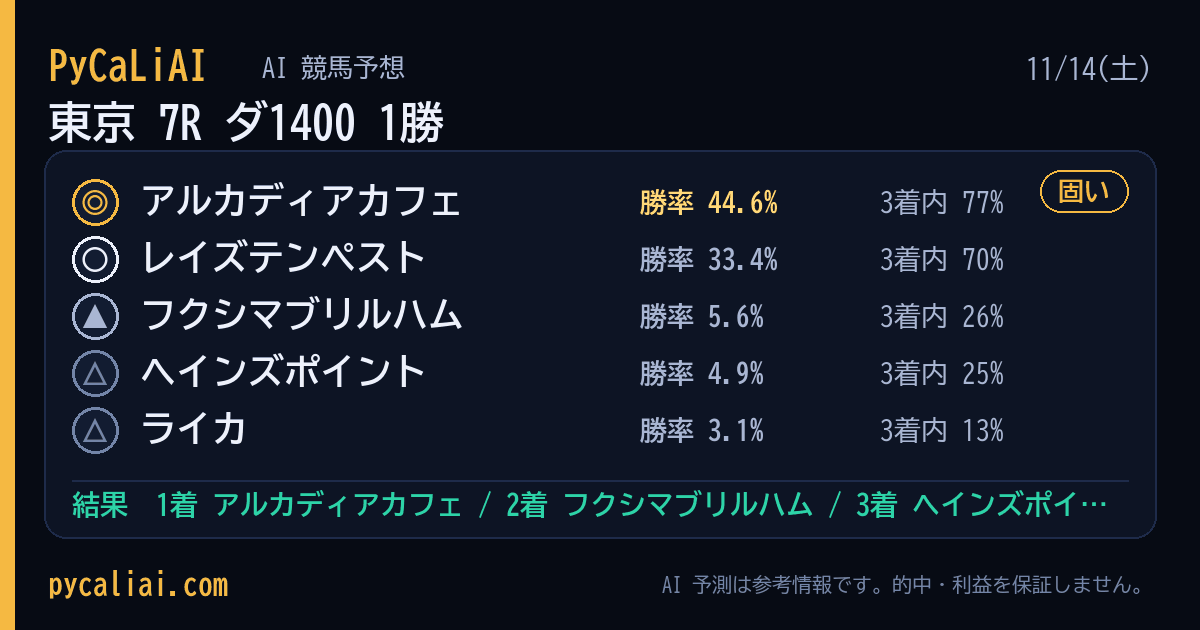 PyCaLiAI AI 競馬予想 11/14(土)
東京 7R ダ1400 1勝
◎ アルカディアカフェ 勝率 44.6% 3着内 77% 固い
○ レイズテンペスト 勝率 33.4% 3着内 70%
▲ フクシマブリルハム 勝率 5.6% 3着内 26%
△ ヘインズポイント 勝率 4.9% 3着内 25%
△ ライカ 勝率 3.1% 3着内 13%
結果 1着 アルカディアカフェ / 2着 フクシマブリルハム / 3着 ヘインズポイ…
pycaliai.com AI 予測は参考情報です。的中・利益を保証しません。